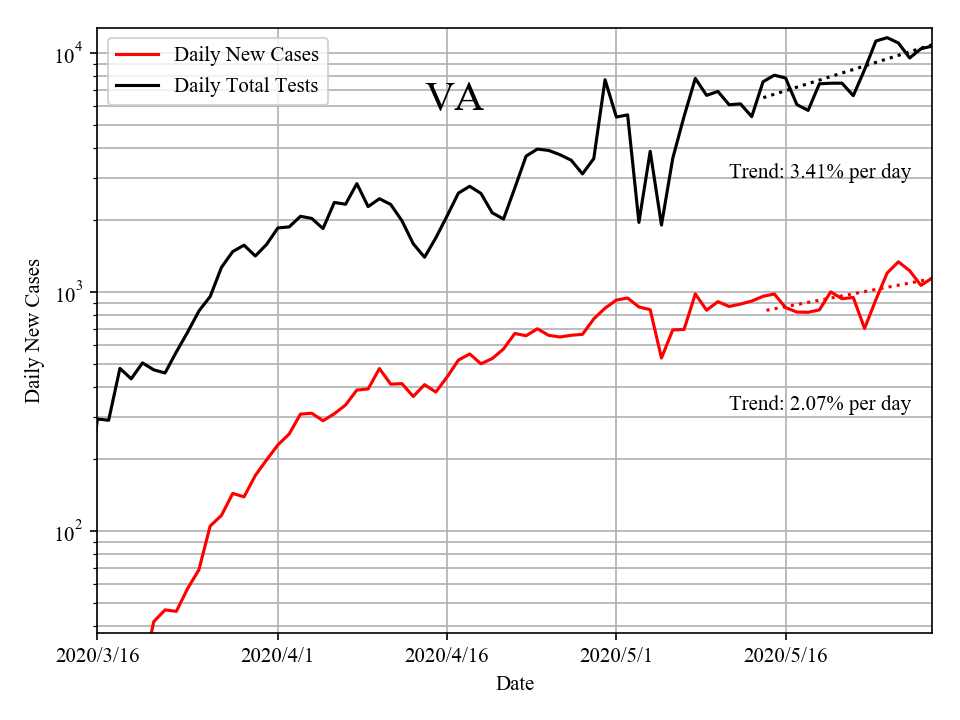 Daily New Cases
Daily Total Tests
VA
Trend: 3.41% per day
Trend: 2.07% per day
10^4
10^3
10^2
Daily New Cases
2020/3/16 2020/4/1 2020/4/16 2020/5/1 2020/5/16
Date